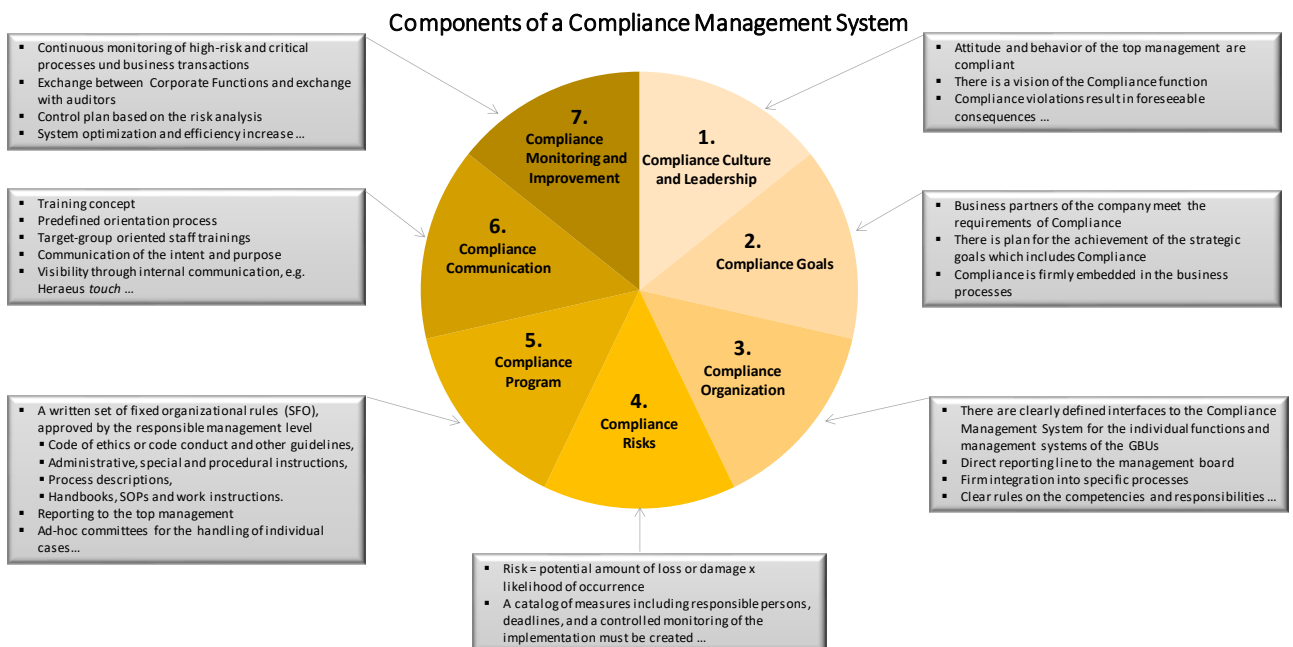 Components of a Compliance Management System
▪ Continuous monitoring of high-risk and critical
processes und business transactions
▪ Exchange between Corporate Functions and exchange
with auditors
▪ Control plan based on the risk analysis
▪ System optimization and efficiency increase …
▪ Attitude and behavior of the top management are
compliant
▪ There is a vision of the Compliance function
▪ Compliance violations result in foreseeable
consequences …
7.
Compliance
Monitoring and
Improvement
1.
Compliance Culture
and Leadership
▪ Training concept
▪ Predefined orientation process
▪ Target-group oriented staff trainings
▪ Communication of the intent and purpose
▪ Visibility through internal communication, e.g.
Heraeus touch …
6.
Compliance
Communication
2.
Compliance Goals
▪ Business partners of the company meet the
requirements of Compliance
▪ There is plan for the achievement of the strategic
goals which includes Compliance
▪ Compliance is firmly embedded in the business
processes
5.
Compliance
Program
3.
Compliance
Organization
4.
Compliance
Risks
▪ A written set of fixed organizational rules (SFO),
approved by the responsible management level
▪ Code of ethics or code conduct and other guidelines,
▪ Administrative, special and procedural instructions,
▪ Process descriptions,
▪ Handbooks, SOPs and work instructions.
▪ Reporting to the top management
▪ Ad-hoc committees for the handling of individual
cases…
▪ There are clearly defined interfaces to the Compliance
Management System for the individual functions and
management systems of the GBUs
▪ Direct reporting line to the management board
▪ Firm integration into specific processes
▪ Clear rules on the competencies and responsibilities …
▪ Risk = potential amount of loss or damage x
likelihood of occurrence
▪ A catalog of measures including responsible persons,
deadlines, and a controlled monitoring of the
implementation must be created …